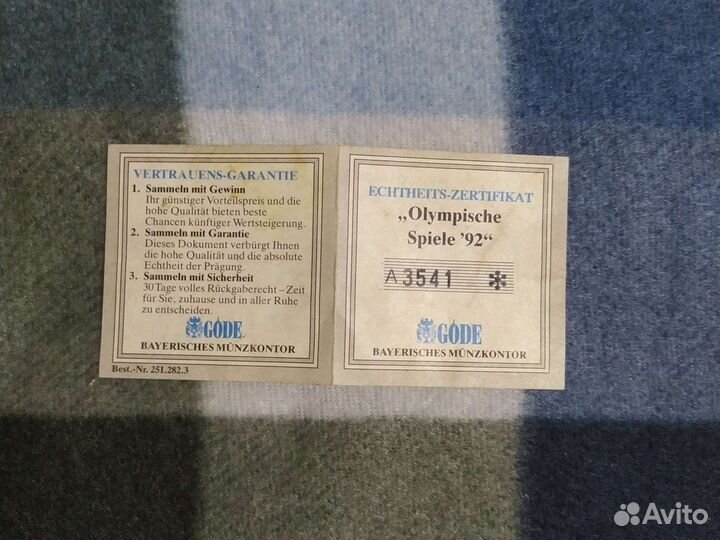 VERTRAUENS-GARANTIE
1. Sammeln mit Gewinn
Ihr günstiger Vorteilspreis und die
hohe Qualität bieten beste
Chancen künftiger Wertsteigerung.
2. Sammeln mit Garantie
Dieses Dokument verbürgt Ihnen
die hohe Qualität und die absolute
Echtheit der Prägung.
3. Sammeln mit Sicherheit
30 Tage volles Rückgaberecht – Zeit
für Sie, zuhause und in aller Ruhe
zu entscheiden.
GÖDE
BAYERISCHES MÜNZKONTOR
Best.-Nr. 251.282.3
ECHTHEITS-ZERTIFIKAT
„Olympische
Spiele '92“
A3541 *
GÖDE
BAYERISCHES MÜNZKONTOR
Avito